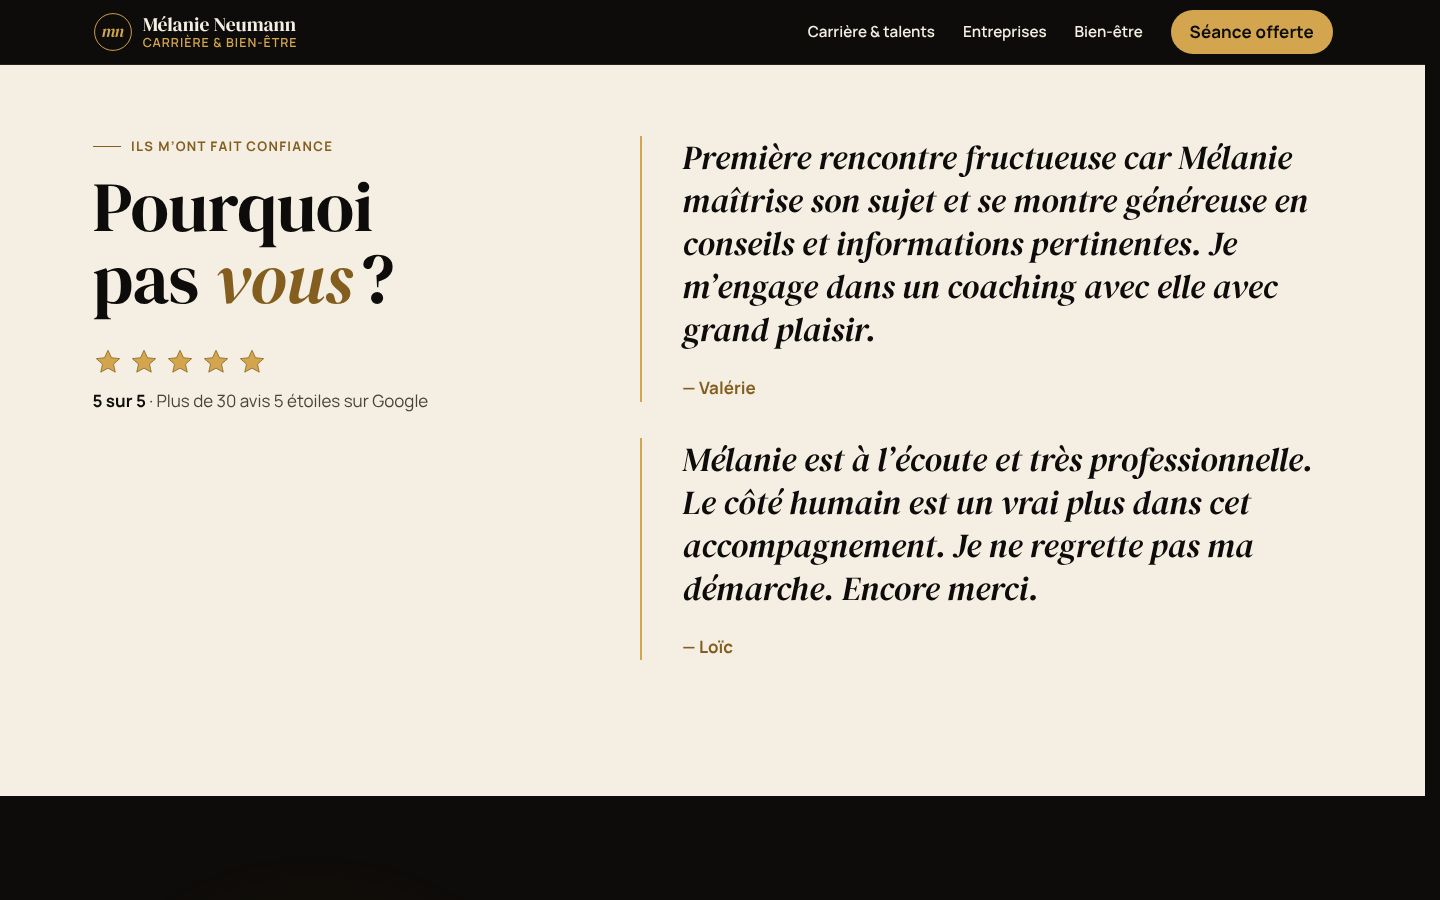 mn
Mélanie Neumann
CARRIÈRE & BIEN-ÊTRE
Carrière & talents
Entreprises
Bien-être
Séance offerte
ILS M’ONT FAIT CONFIANCE
Pourquoi
pas vous ?
5 sur 5 · Plus de 30 avis 5 étoiles sur Google
Première rencontre fructueuse car Mélanie
maîtrise son sujet et se montre généreuse en
conseils et informations pertinentes. Je
m’engage dans un coaching avec elle avec
grand plaisir.
— Valérie
Mélanie est à l’écoute et très professionnelle.
Le côté humain est un vrai plus dans cet
accompagnement. Je ne regrette pas ma
démarche. Encore merci.
— Loïc